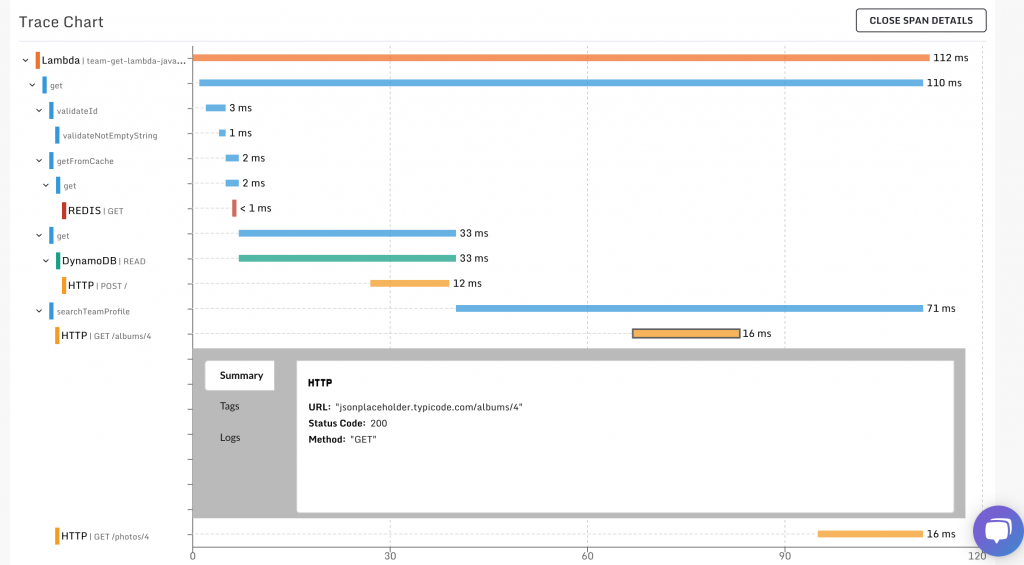 Trace Chart
CLOSE SPAN DETAILS
Lambda | team-get-lambda-java... 112 ms
get 110 ms
validateId 3 ms
validateNotEmptyString 1 ms
getFromCache 2 ms
get 2 ms
REDIS | GET < 1 ms
get 33 ms
DynamoDB | READ 33 ms
HTTP | POST / 12 ms
searchTeamProfile 71 ms
HTTP | GET /albums/4 16 ms
Summary
Tags
Logs
HTTP
URL: "jsonplaceholder.typicode.com/albums/4"
Status Code: 200
Method: "GET"
HTTP | GET /photos/4 16 ms
0 30 60 90 120